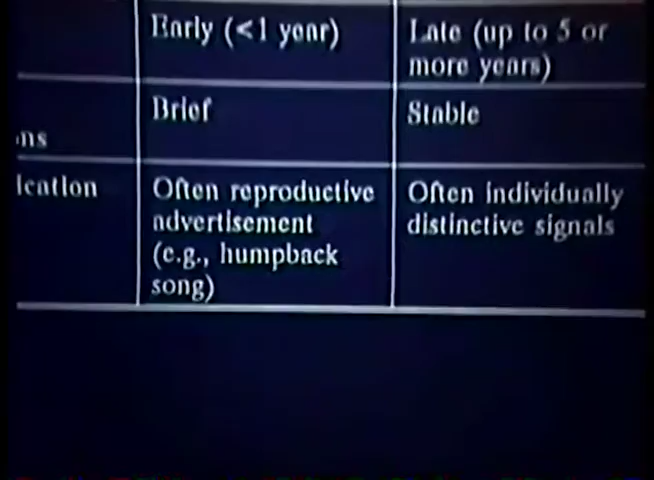 Early (<1 year)
Late (up to 5 or
more years)
Brief
Stable
ns
ication
Often reproductive
advertisement
(e.g., humpback
song)
Often individually
distinctive signals